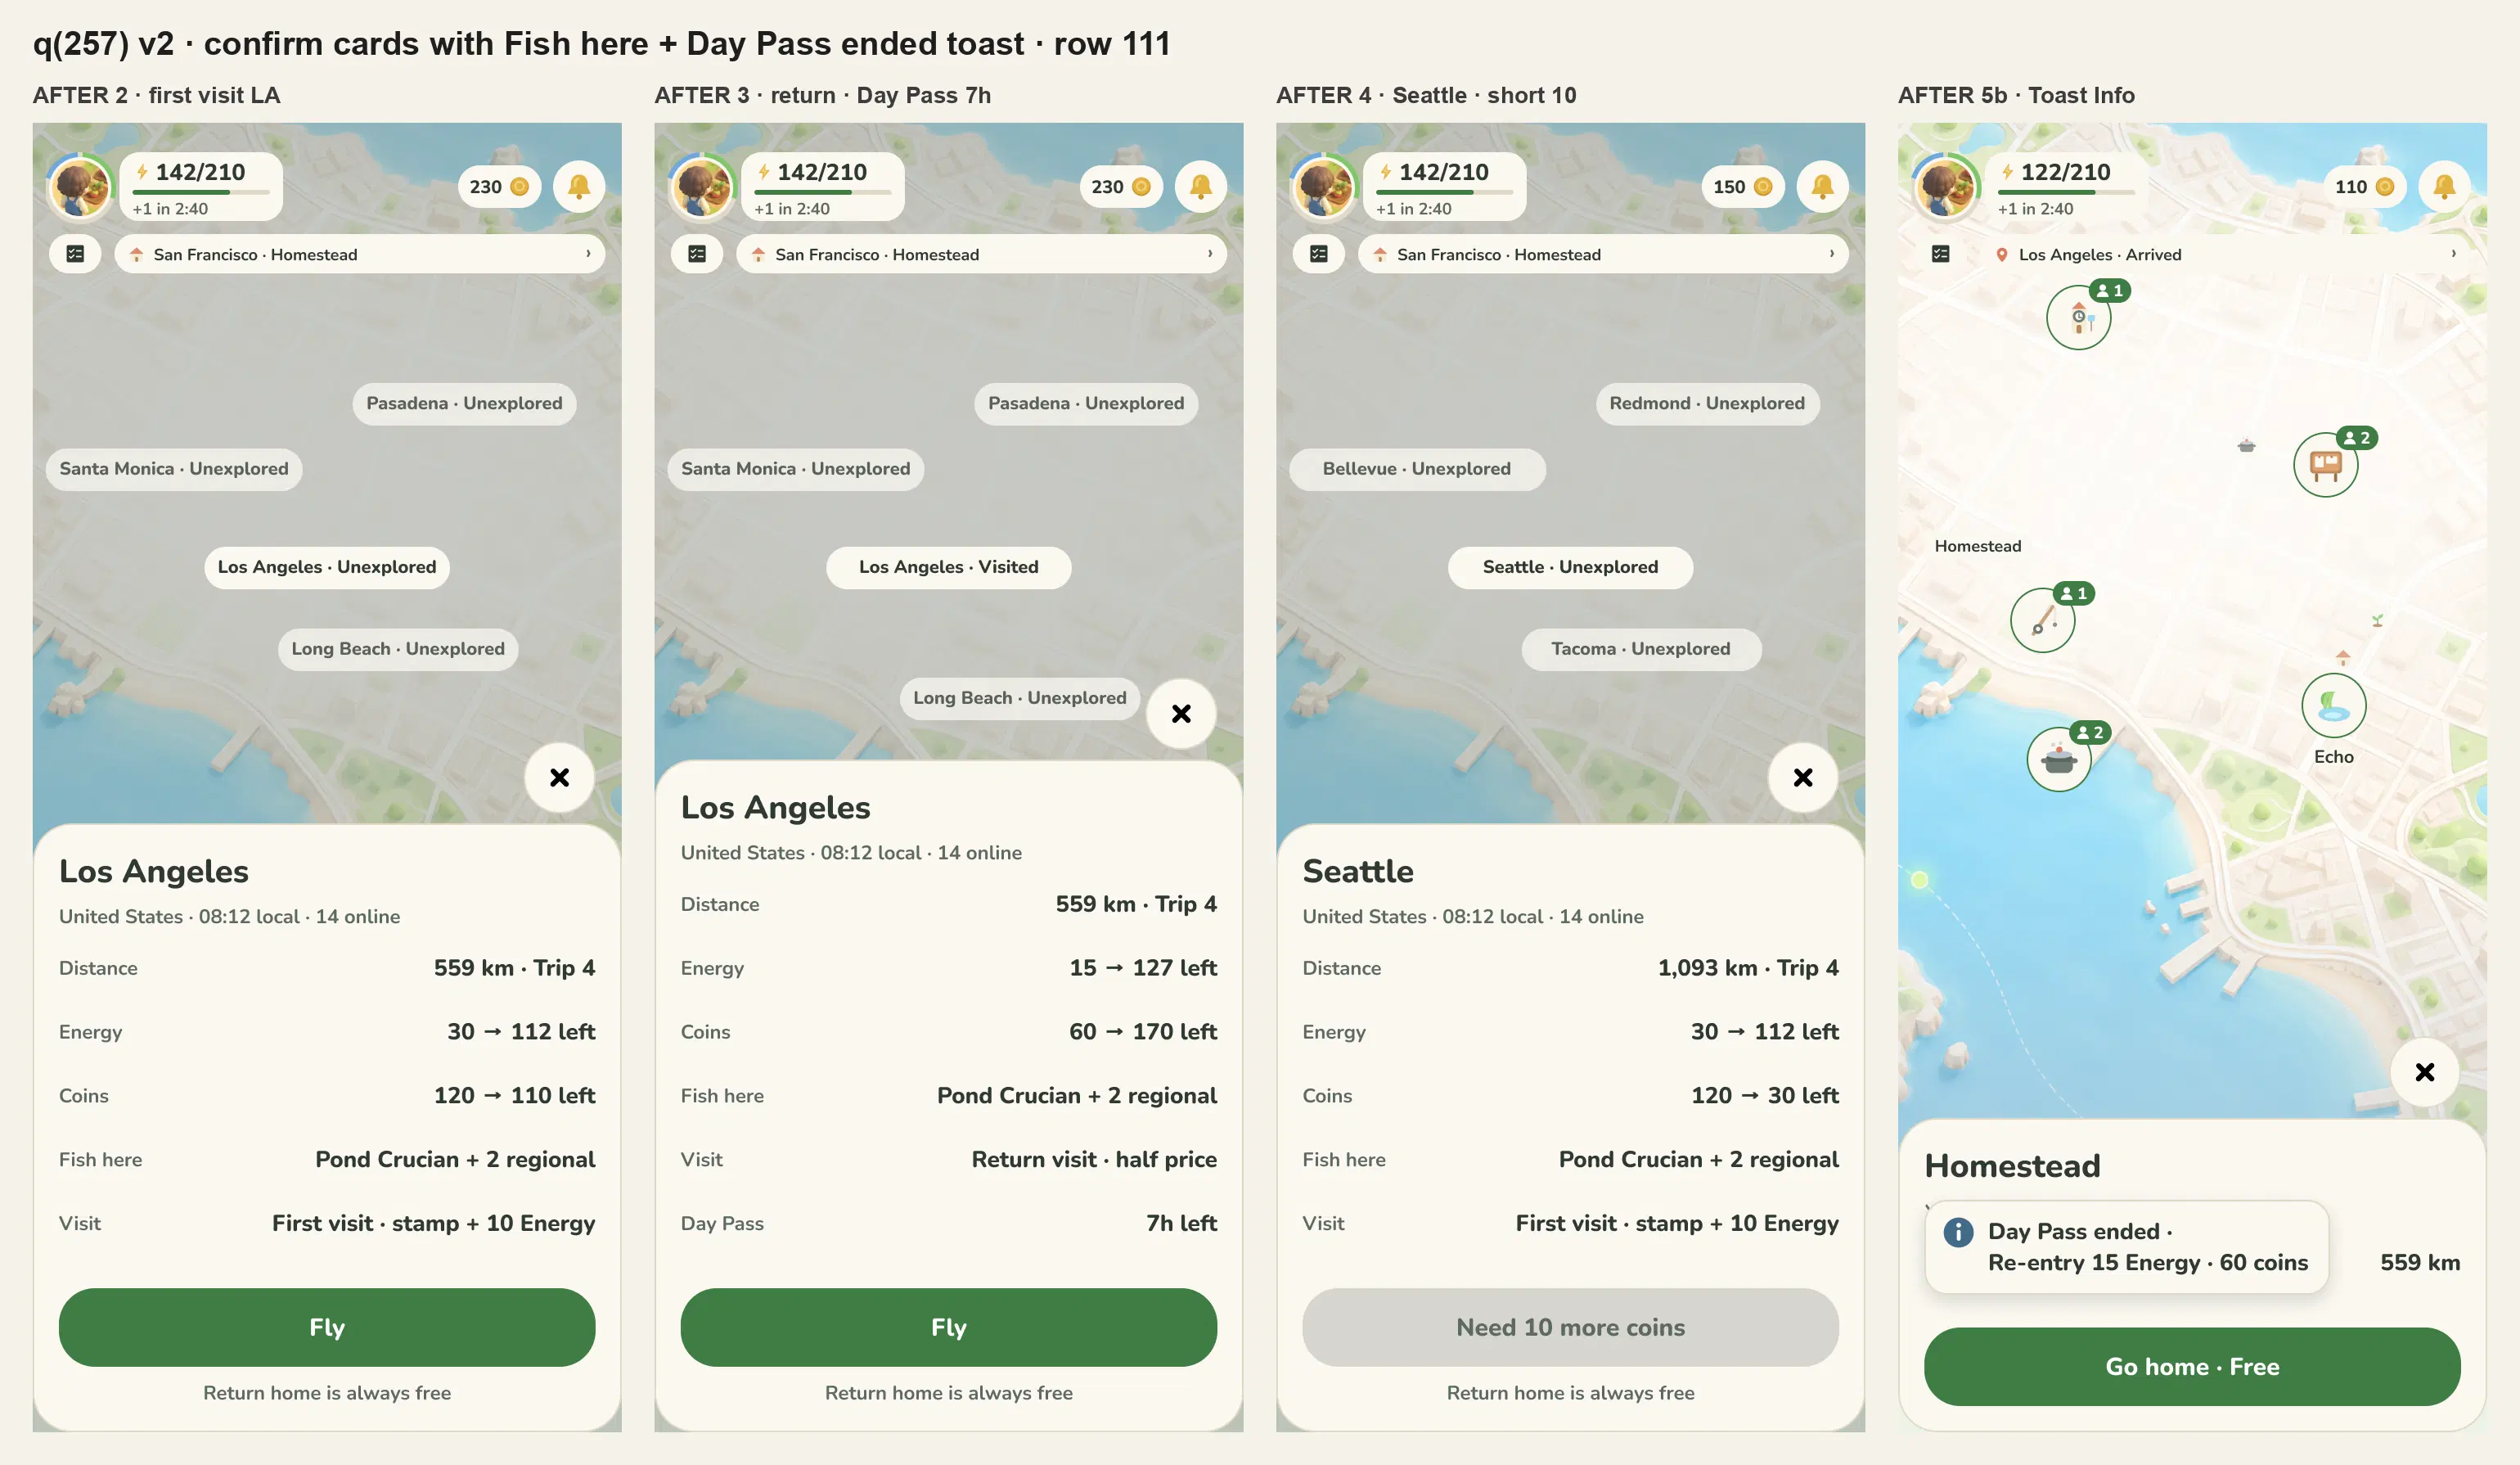 q(257) v2 · confirm cards with Fish here + Day Pass ended toast · row 111
AFTER 2 · first visit LA
142/210
+1 in 2:40
230
San Francisco · Homestead
Pasadena · Unexplored
Santa Monica · Unexplored
Los Angeles · Unexplored
Long Beach · Unexplored
Los Angeles
United States · 08:12 local · 14 online
Distance 559 km · Trip 4
Energy 30 → 112 left
Coins 120 → 110 left
Fish here Pond Crucian + 2 regional
Visit First visit · stamp + 10 Energy
Fly
Return home is always free
AFTER 3 · return · Day Pass 7h
142/210
+1 in 2:40
230
San Francisco · Homestead
Pasadena · Unexplored
Santa Monica · Unexplored
Los Angeles · Visited
Long Beach · Unexplored
Los Angeles
United States · 08:12 local · 14 online
Distance 559 km · Trip 4
Energy 15 → 127 left
Coins 60 → 170 left
Fish here Pond Crucian + 2 regional
Visit Return visit · half price
Day Pass 7h left
Fly
Return home is always free
AFTER 4 · Seattle · short 10
142/210
+1 in 2:40
150
San Francisco · Homestead
Redmond · Unexplored
Bellevue · Unexplored
Seattle · Unexplored
Tacoma · Unexplored
Seattle
United States · 08:12 local · 14 online
Distance 1,093 km · Trip 4
Energy 30 → 112 left
Coins 120 → 30 left
Fish here Pond Crucian + 2 regional
Visit First visit · stamp + 10 Energy
Need 10 more coins
Return home is always free
AFTER 5b · Toast Info
122/210
+1 in 2:40
110
Los Angeles · Arrived
1
2
Homestead
1
2
Echo
Homestead
Day Pass ended ·
Re-entry 15 Energy · 60 coins
559 km
Go home · Free